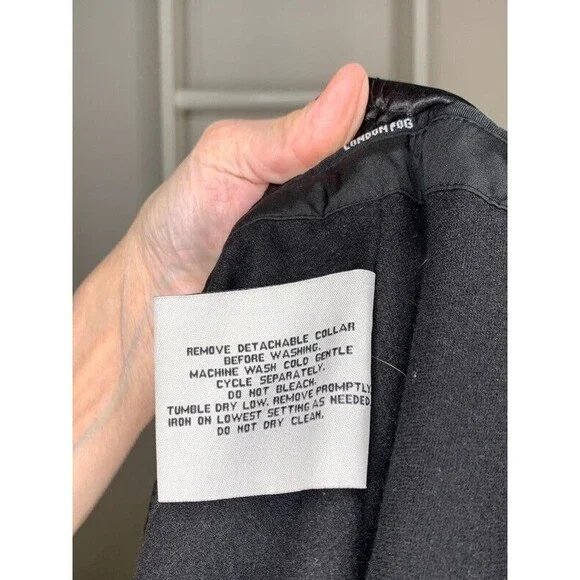 LONDON FOG
REMOVE DETACHABLE COLLAR
BEFORE WASHING.
MACHINE WASH COLD GENTLE
CYCLE SEPARATELY.
DO NOT BLEACH.
TUMBLE DRY LOW. REMOVE PROMPTLY
IRON ON LOWEST SETTING AS NEEDED
DO NOT DRY CLEAN.